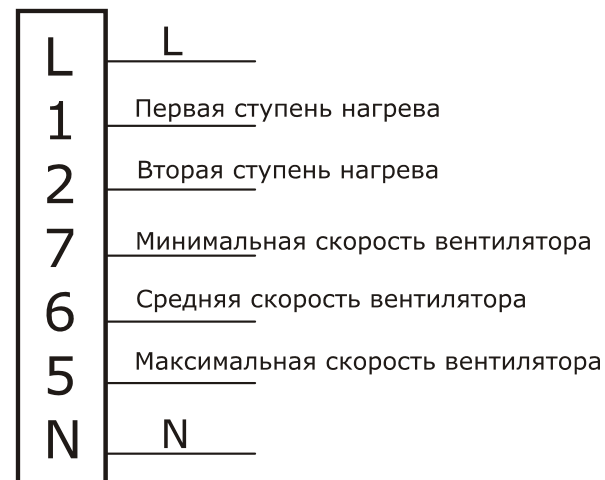 L L
1 Первая ступень нагрева
2 Вторая ступень нагрева
7 Минимальная скорость вентилятора
6 Средняя скорость вентилятора
5 Максимальная скорость вентилятора
N N